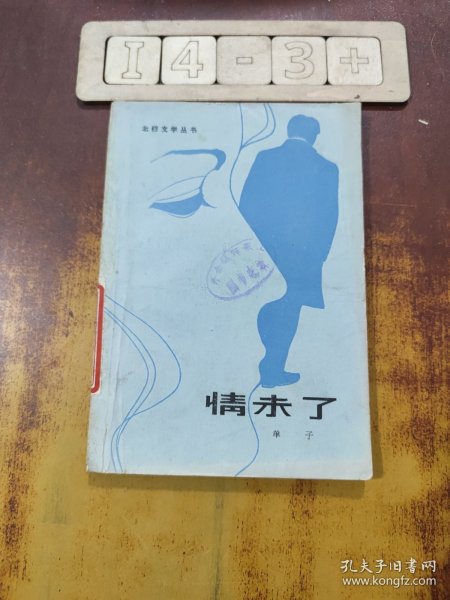 I4-3+
北疆文学丛书
情未了
单 子
孔夫子旧书网
www.kongfz.com